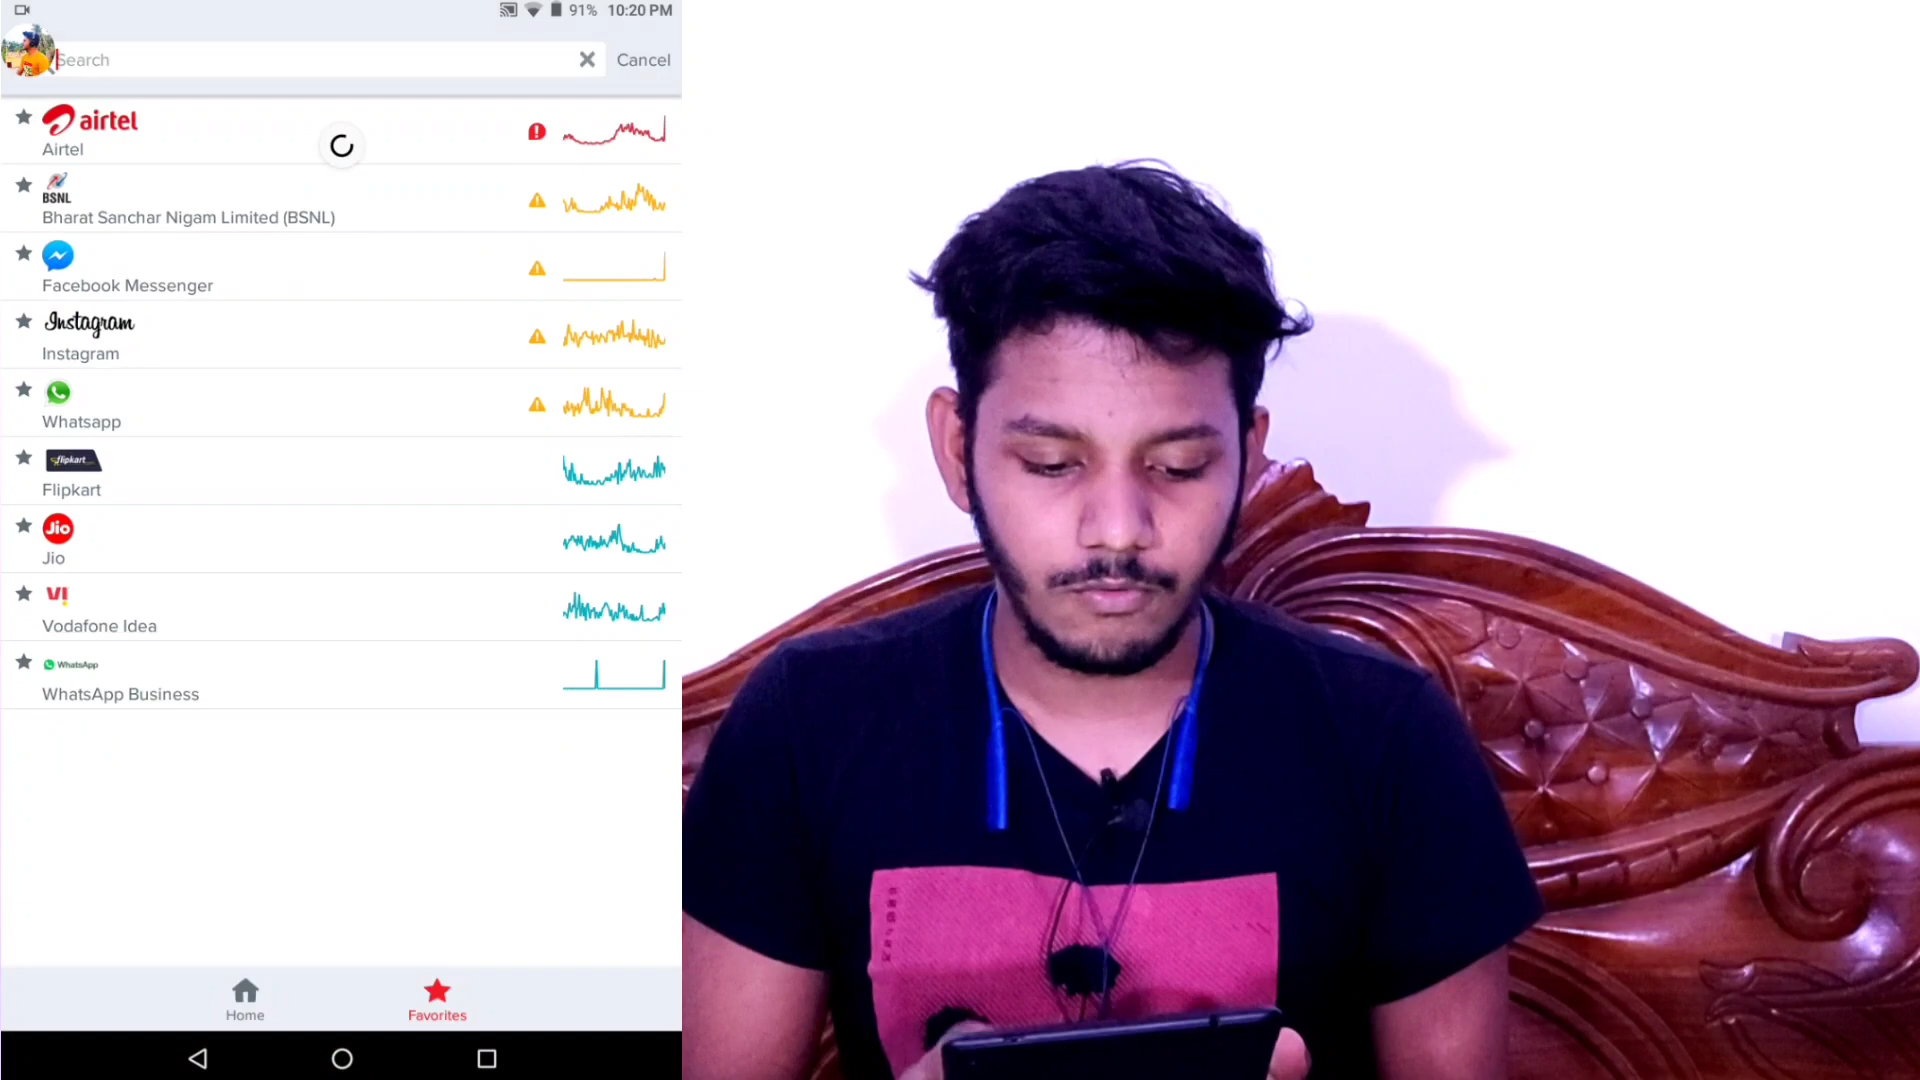 91% 10:20 PM
Search
Cancel
airtel
Airtel
BSNL
Bharat Sanchar Nigam Limited (BSNL)
Facebook Messenger
Instagram
Instagram
Whatsapp
flipkart
Flipkart
Jio
Jio
VI
Vodafone Idea
WhatsApp
WhatsApp Business
Home
Favorites